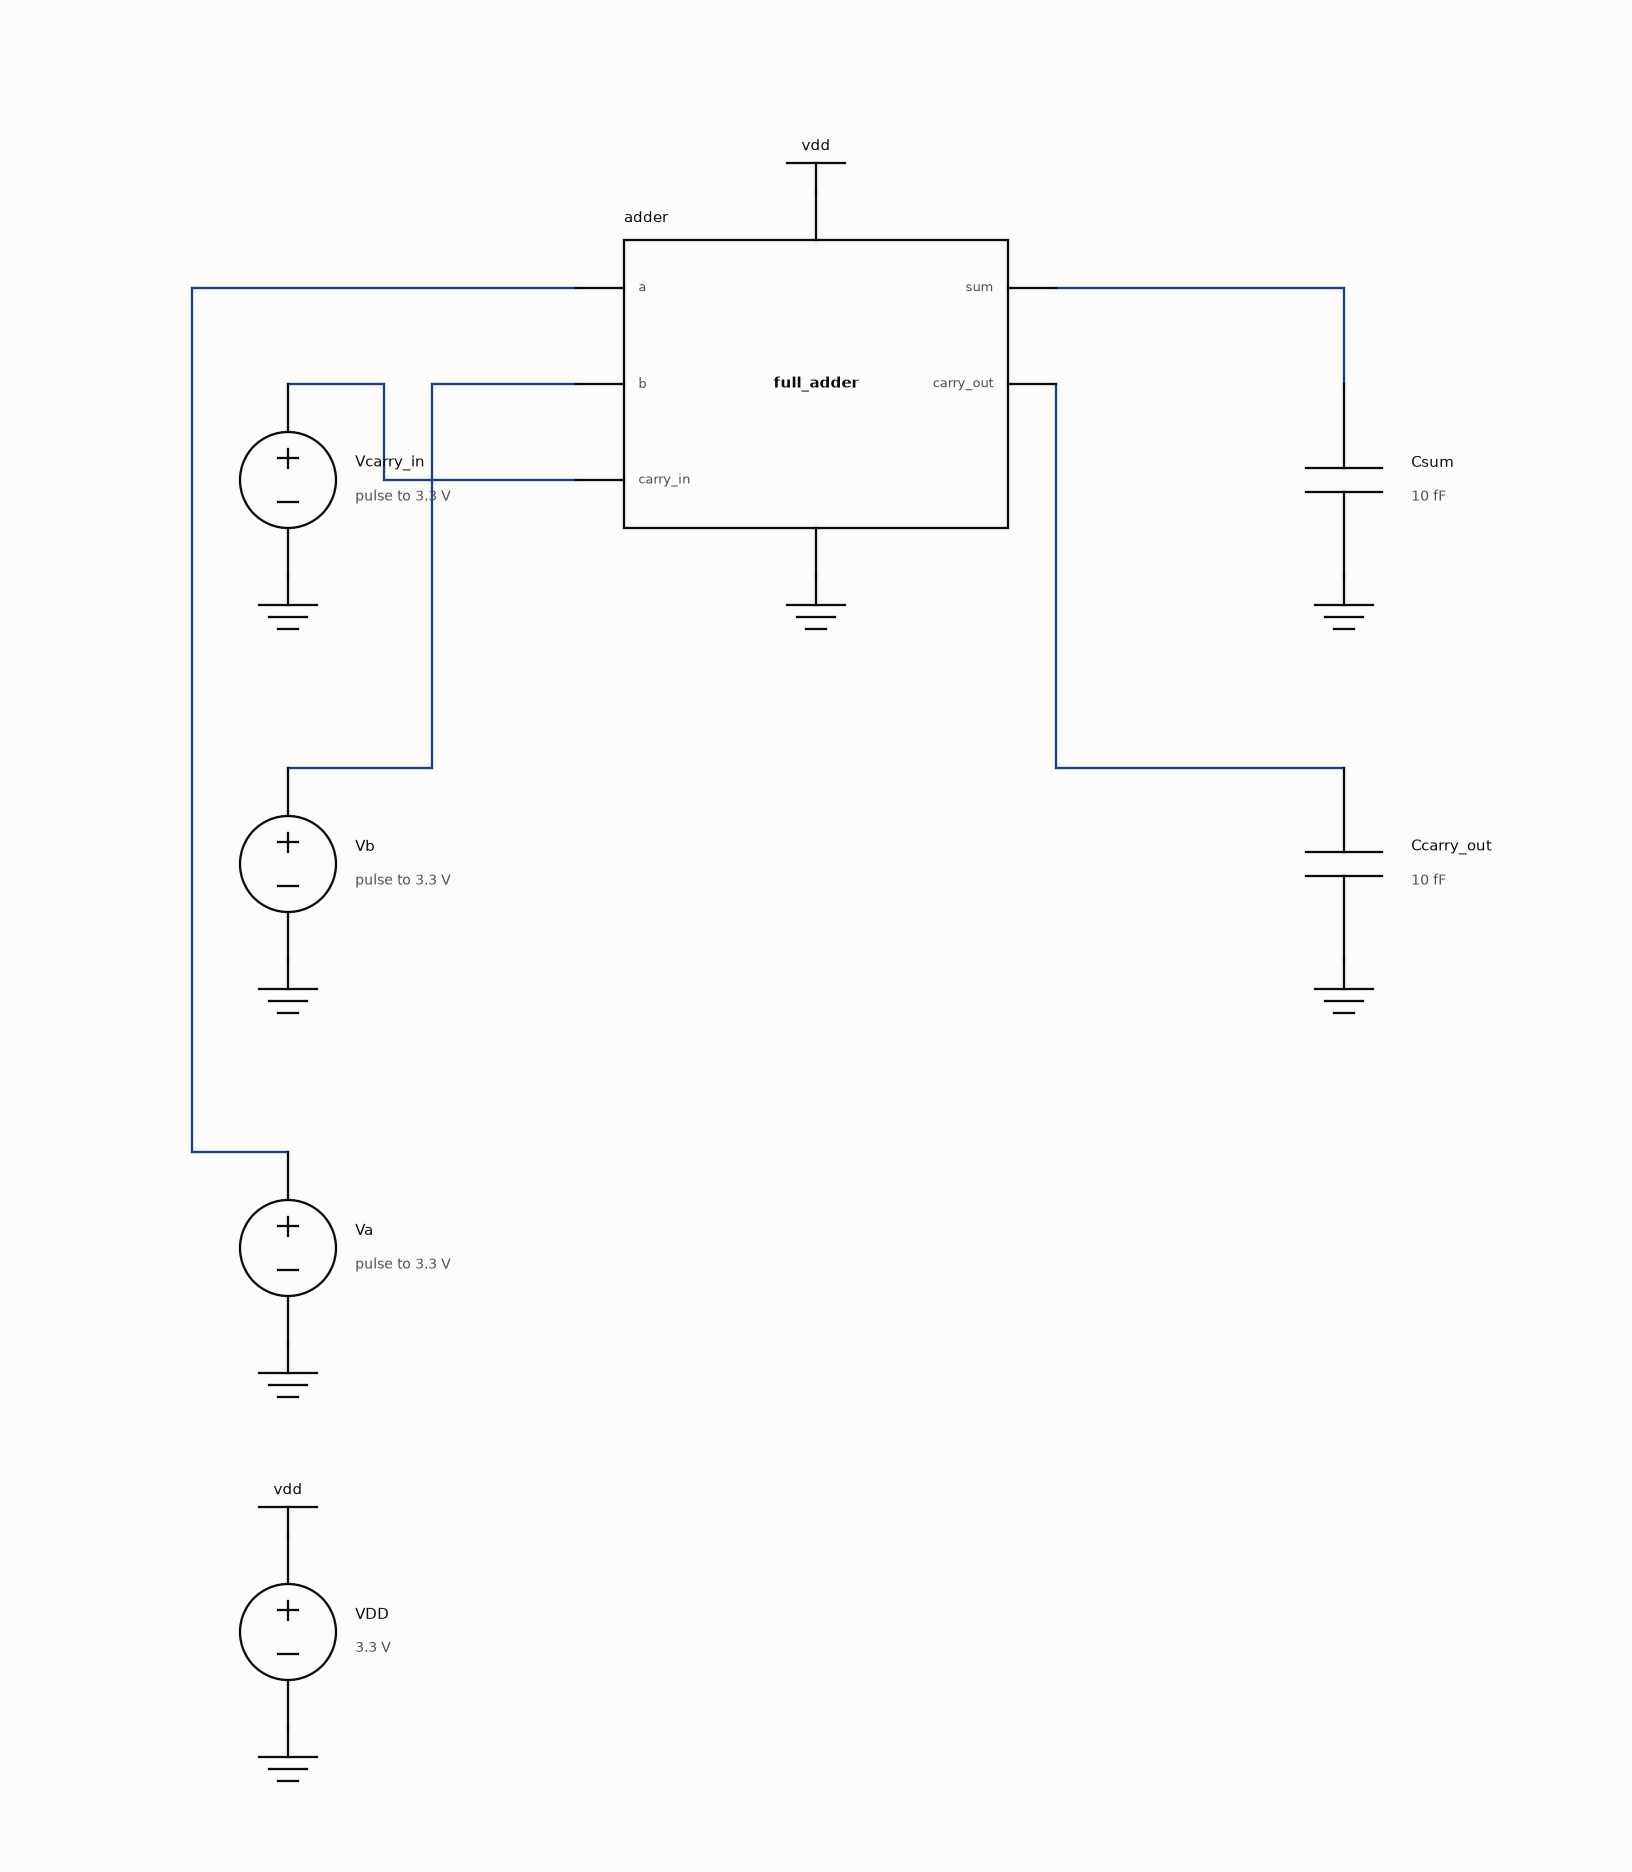 vdd
adder
a
sum
b
full_adder
carry_out
Vcarry_in
pulse to 3.3 V
carry_in
Csum
10 fF
Vb
pulse to 3.3 V
Ccarry_out
10 fF
Va
pulse to 3.3 V
vdd
VDD
3.3 V